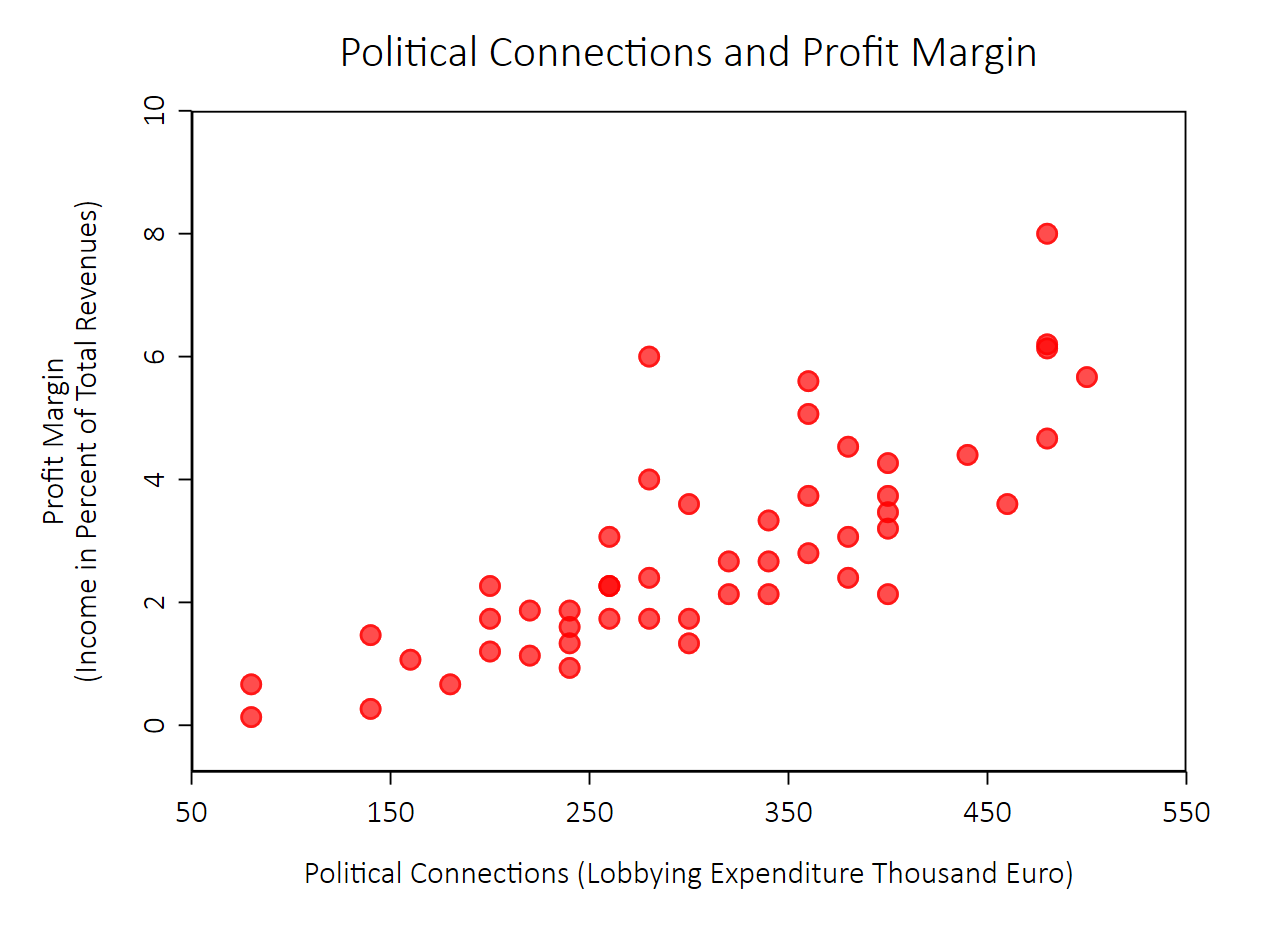 Political Connections and Profit Margin
Profit Margin
(Income in Percent of Total Revenues)
10
8
6
4
2
0
50 150 250 350 450 550
Political Connections (Lobbying Expenditure Thousand Euro)